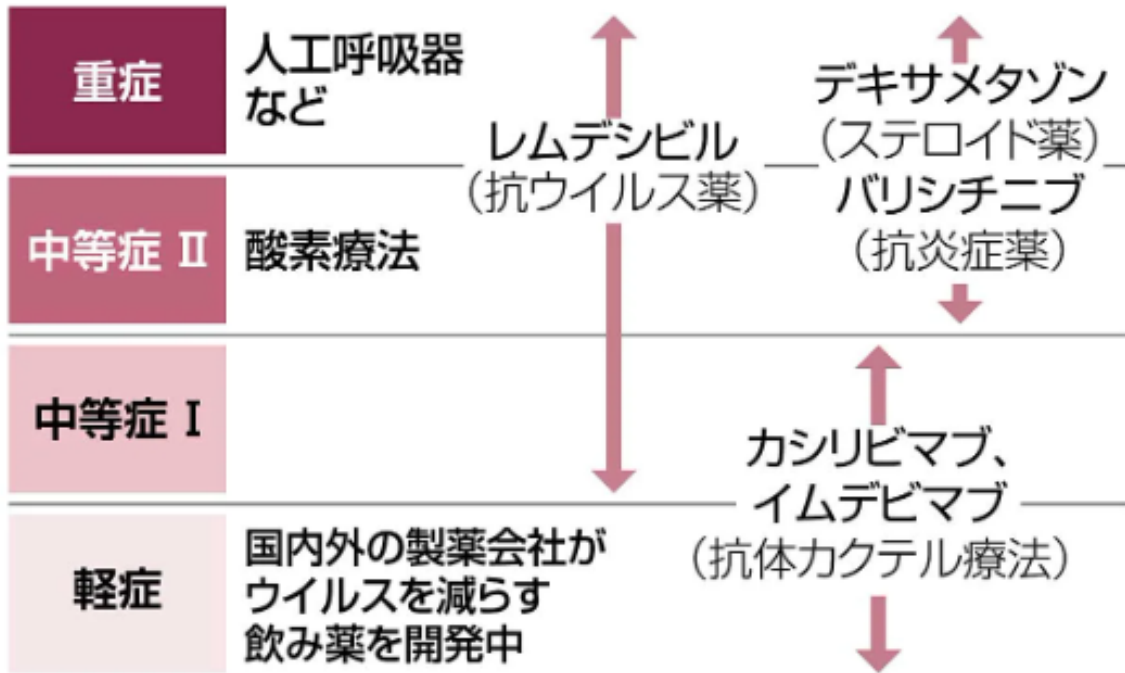 重症
人工呼吸器
など
レムデシビル
(抗ウイルス薬)
デキサメタゾン
(ステロイド薬)
バリシチニブ
(抗炎症薬)
中等症 Ⅱ
酸素療法
中等症 Ⅰ
カシリビマブ、
イムデビマブ
(抗体カクテル療法)
軽症
国内外の製薬会社が
ウイルスを減らす
飲み薬を開発中